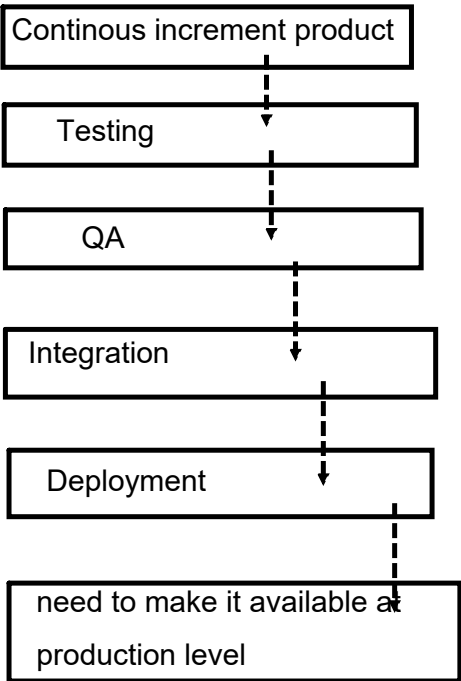 Continous increment product
Testing
QA
Integration
Deployment
need to make it available at
production level